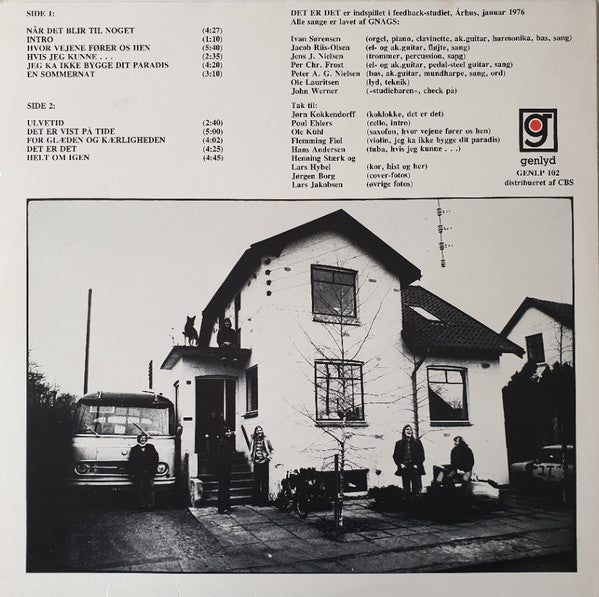 SIDE 1:
NÅR DET BLIR TIL NOGET (4:27)
INTRO (1:10)
HVOR VEJENE FØRER OS HEN (5:40)
HVIS JEG KUNNE . . . (2:35)
JEG KA IKKE BYGGE DIT PARADIS (4:20)
EN SOMMERNAT (3:10)
SIDE 2:
ULVETID (2:40)
DET ER VIST PÅ TIDE (5:00)
FOR GLÆDEN OG KÆRLIGHEDEN (4:02)
DET ER DET (4:25)
HELT OM IGEN (4:45)
DET ER DET er indspillet i feedback-studiet, Århus, januar 1976
Alle sange er lavet af GNAGS:
Ivan Sørensen (orgel, piano, clavinette, ak.guitar, harmonika, bas, sang)
Jacob Riis-Olsen (el- og ak.guitar, fløjte, sang)
Jens J. Nielsen (trommer, percussion, sang)
Per Chr. Frost (el- og ak.guitar, pedal-steel guitar, sang)
Peter A. G. Nielsen (bas, ak.guitar, mundharpe, sang, ord)
Ole Lauritsen (lyd, teknik)
John Werner (»studiebaren«, check på)
Tak til:
Jørn Kokkendorff (koklokke, det er det)
Poul Ehlers (cello, intro)
Ole Kühl (saxofon, hvor vejene fører os hen)
Flemming Fiol (violin, jeg ka ikke bygge dit paradis)
Hans Andersen (tuba, hvis jeg kunne . . .)
Henning Stærk og
Lars Hybel (kor, hist og her)
Jørgen Borg (cover-fotos)
Lars Jakobsen (øvrige fotos)
g
genlyd
GENLP 102
distribueret af CBS